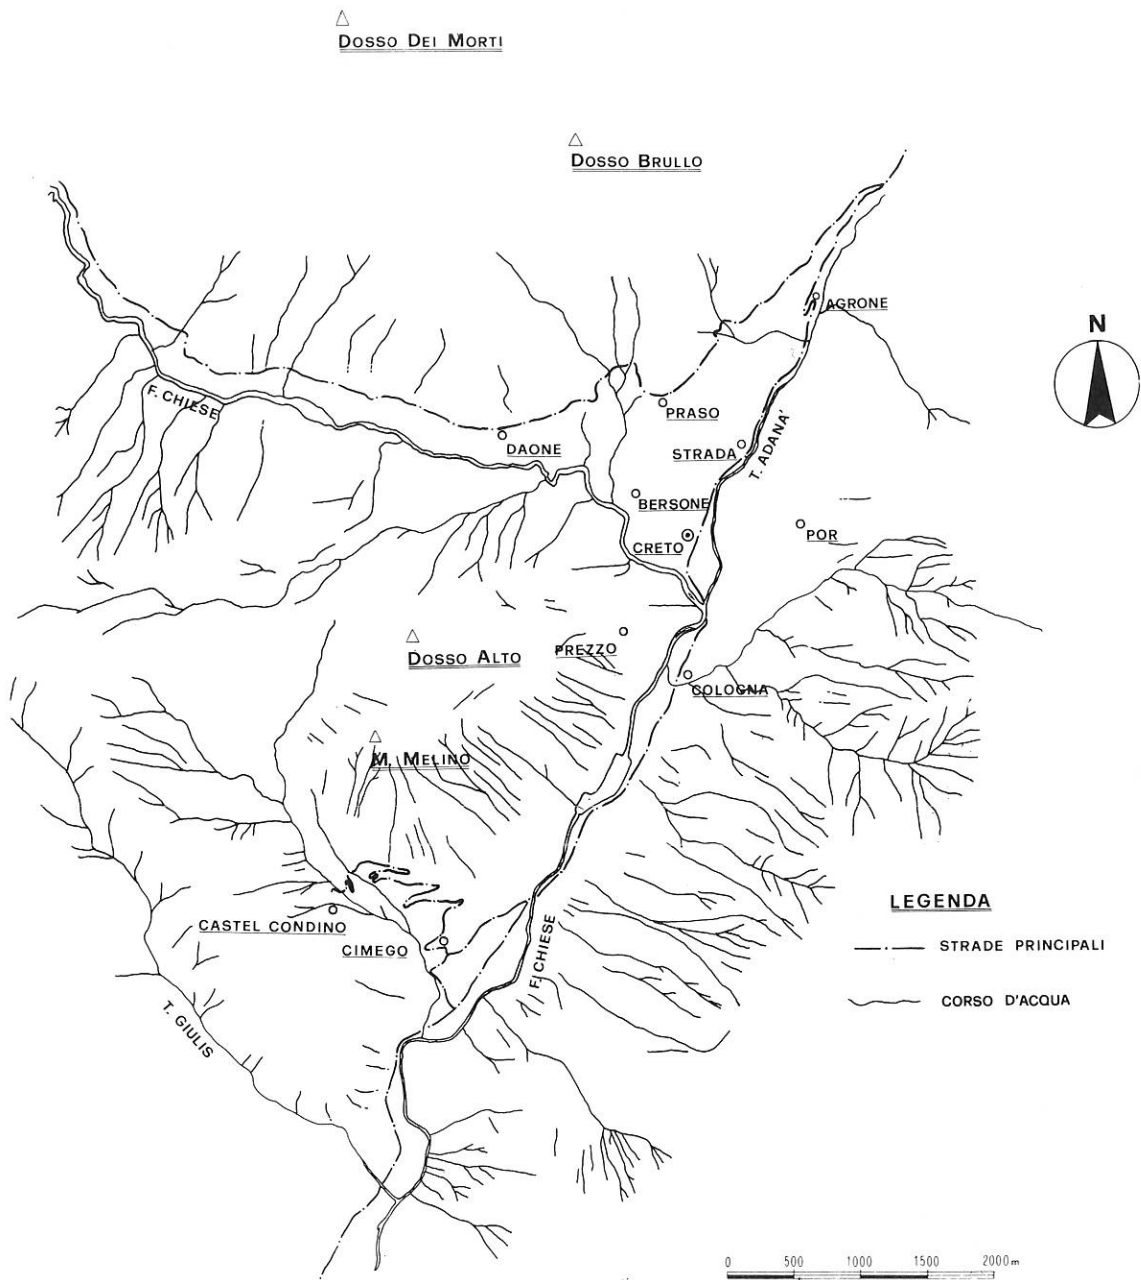 DOSSO DEI MORTI
DOSSO BRULLO
AGRONE
N
F. CHIESE
PRASO
DAONE
STRADA
T. ADANA'
BERSONE
CRETO
POR
DOSSO ALTO
PREZZO
COLOGNA
M. MELINO
LEGENDA
CASTEL CONDINO
CIMEGO
F. CHIESE
STRADE PRINCIPALI
CORSO D'ACQUA
T. GIULIS
0 500 1000 1500 2000 m